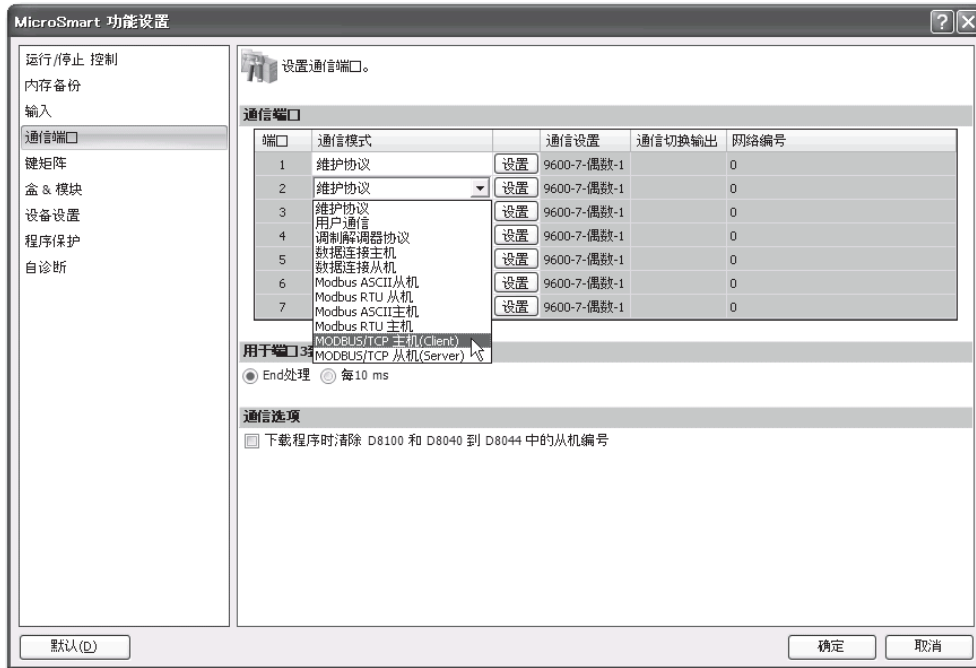 MicroSmart 功能设置
运行/停止 控制
内存备份
输入
通信端口
键矩阵
盒 & 模块
设备设置
程序保护
自诊断
设置通信端口。
通信端口
端口 通信模式 通信设置 通信切换输出 网络编号
1 维护协议 设置 9600-7-偶数-1 0
2 维护协议 设置 9600-7-偶数-1 0
3 设置 9600-7-偶数-1 0
4 设置 9600-7-偶数-1 0
5 设置 9600-7-偶数-1 0
6 设置 9600-7-偶数-1 0
7 设置 9600-7-偶数-1 0
维护协议
用户通信
调制解调器协议
数据连接主机
数据连接从机
Modbus ASCII从机
Modbus RTU 从机
Modbus ASCII主机
Modbus RTU 主机
MODBUS/TCP 主机(Client)
MODBUS/TCP 从机(Server)
用于端口3
End处理 每10 ms
通信选项
下载程序时清除 D8100 和 D8040 到 D8044 中的从机编号
默认(D) 确定 取消